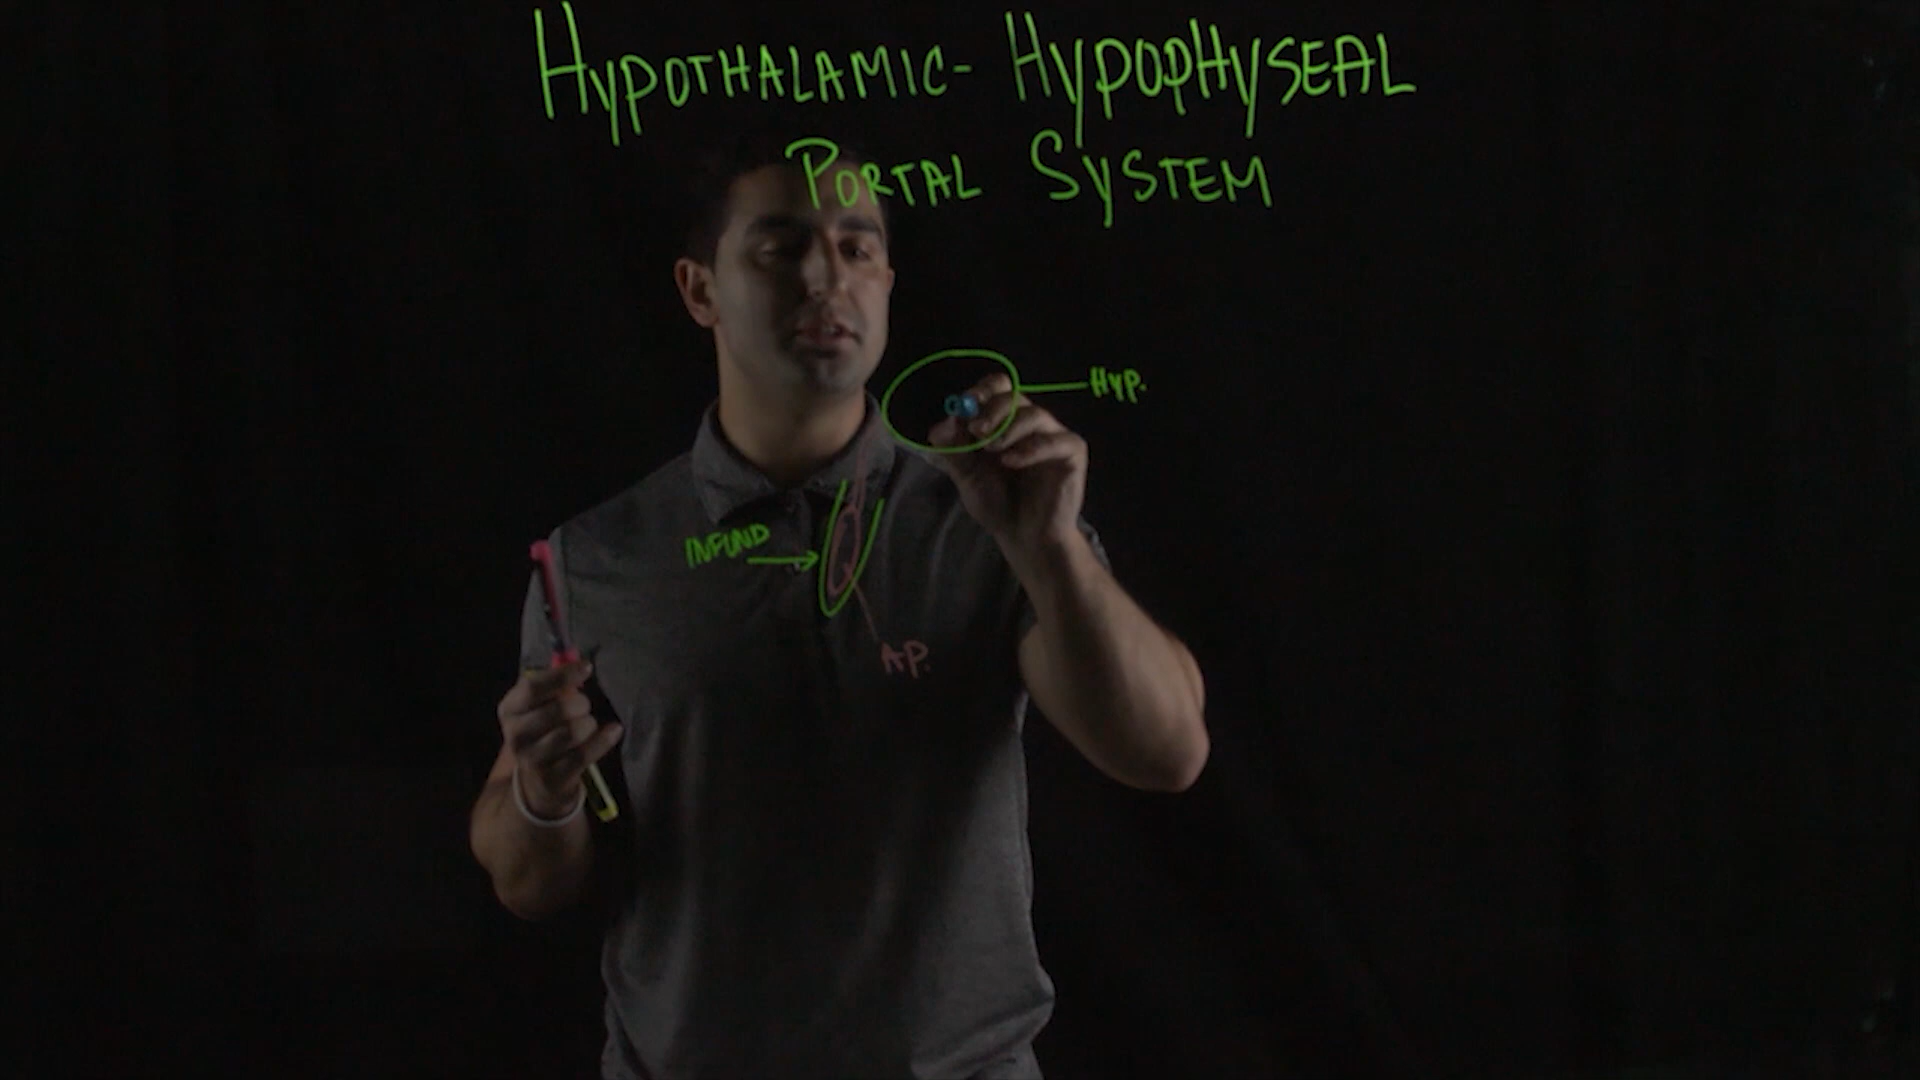 HYPOTHALAMIC-HYPOPHYSEAL
PORTAL SYSTEM
HYP.
INFUND
A.P.